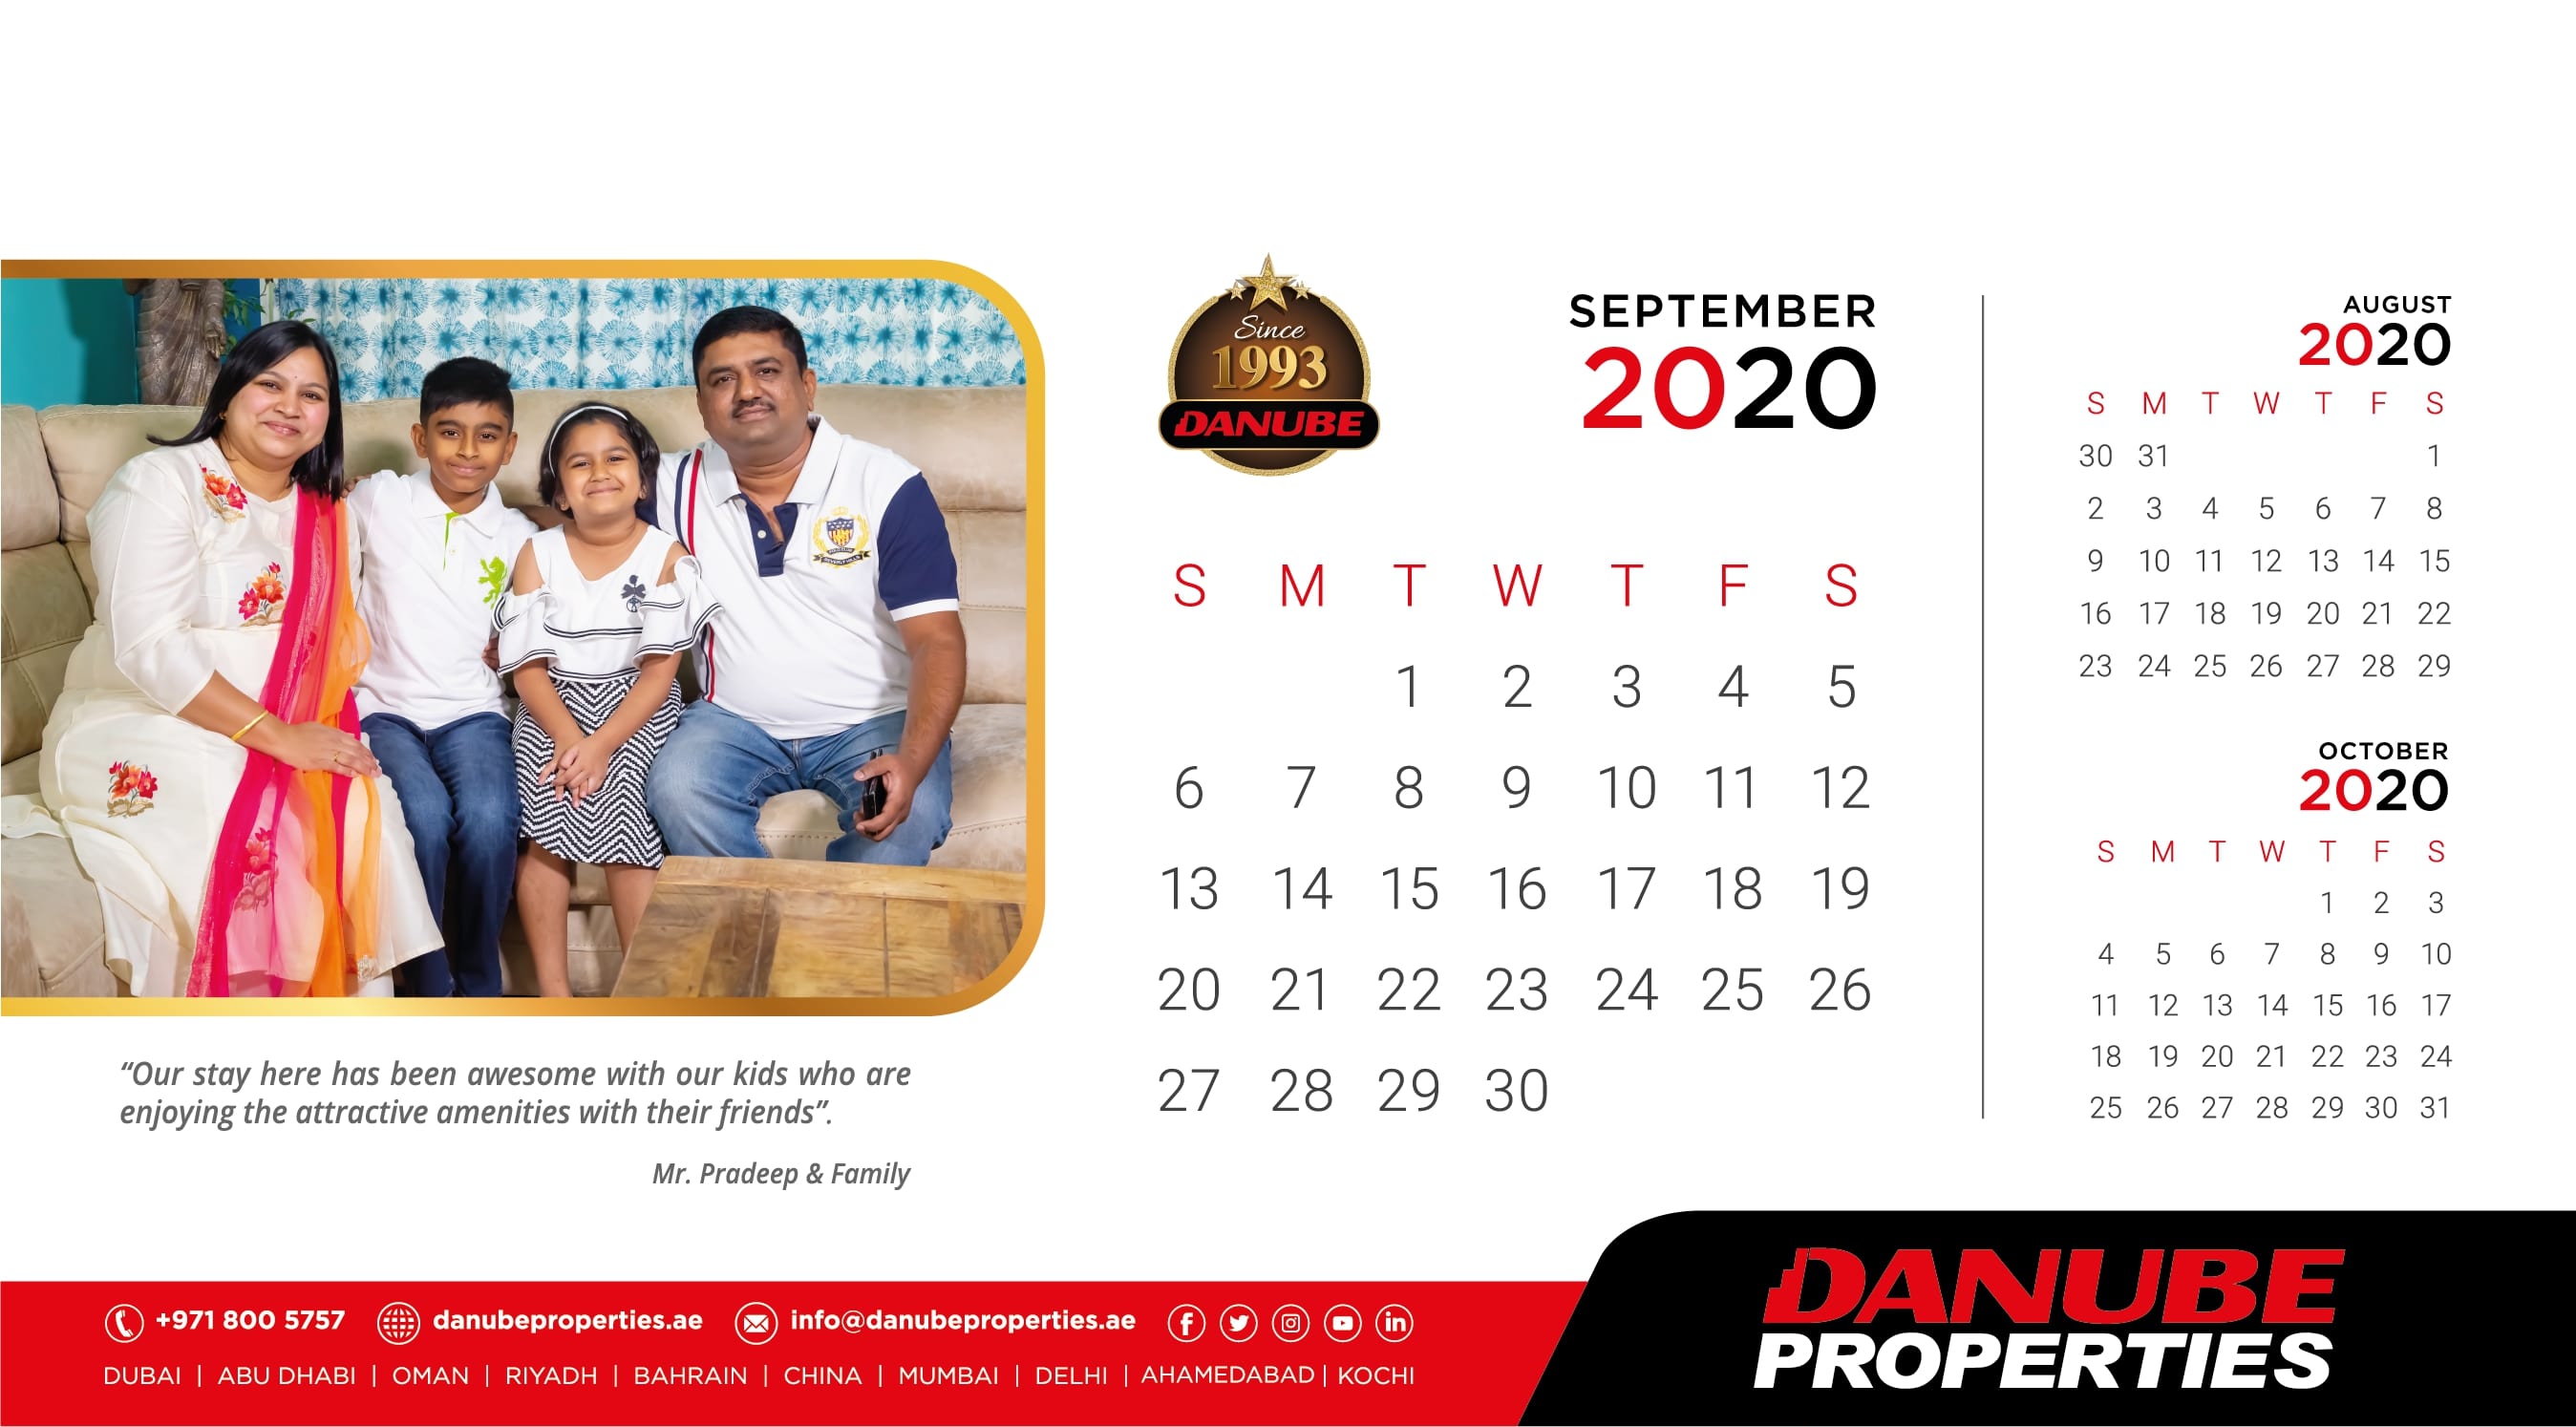 Since
1993
DANUBE
SEPTEMBER
2020
S M T W T F S
1 2 3 4 5
6 7 8 9 10 11 12
13 14 15 16 17 18 19
20 21 22 23 24 25 26
27 28 29 30
AUGUST
2020
S M T W T F S
30 31 1
2 3 4 5 6 7 8
9 10 11 12 13 14 15
16 17 18 19 20 21 22
23 24 25 26 27 28 29
OCTOBER
2020
S M T W T F S
1 2 3
4 5 6 7 8 9 10
11 12 13 14 15 16 17
18 19 20 21 22 23 24
25 26 27 28 29 30 31
“Our stay here has been awesome with our kids who are
enjoying the attractive amenities with their friends”.
Mr. Pradeep & Family
+971 800 5757 danubeproperties.ae info@danubeproperties.ae
DUBAI | ABU DHABI | OMAN | RIYADH | BAHRAIN | CHINA | MUMBAI | DELHI | AHAMEDABAD | KOCHI
DANUBE
PROPERTIES